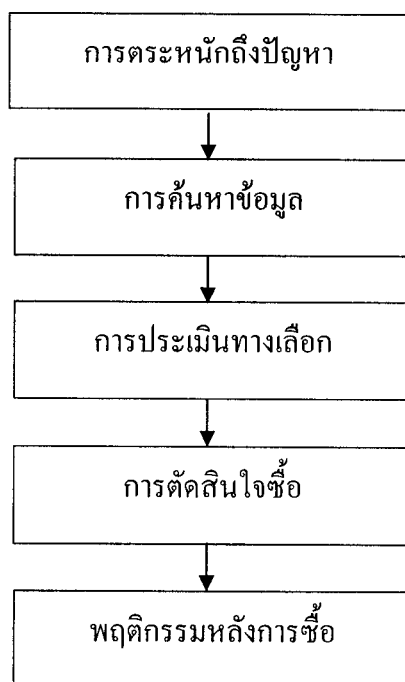 การตระหนักถึงปัญหา
การค้นหาข้อมูล
การประเมินทางเลือก
การตัดสินใจซื้อ
พฤติกรรมหลังการซื้อ